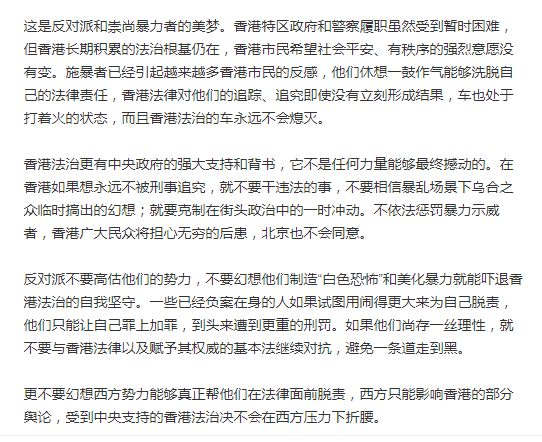 这是反对派和崇尚暴力者的美梦。香港特区政府和警察履职虽然受到暂时困难，
但香港长期积累的法治根基仍在，香港市民希望社会平安、有秩序的强烈意愿没
有变。施暴者已经引起越来越多香港市民的反感，他们休想一鼓作气能够洗脱自
己的法律责任，香港法律对他们的追踪、追究即使没有立刻形成结果，车也处于
打着火的状态，而且香港法治的车永远不会熄灭。
香港法治更有中央政府的强大支持和背书，它不是任何力量能够最终撼动的。在
香港如果想永远不被刑事追究，就不要干违法的事，不要相信暴乱场景下乌合之
众临时搞出的幻想；就要克制在街头政治中的一时冲动。不依法惩罚暴力示威
者，香港广大民众将担心无穷的后患，北京也不会同意。
反对派不要高估他们的势力，不要幻想他们制造“白色恐怖”和美化暴力就能吓退香
港法治的自我坚守。一些已经负案在身的人如果试图用闹得更大来为自己脱责，
他们只能让自己罪上加罪，到头来遭到更重的刑罚。如果他们尚存一丝理性，就
不要与香港法律以及赋予其权威的基本法继续对抗，避免一条道走到黑。
更不要幻想西方势力能够真正帮他们在法律面前脱责，西方只能影响香港的部分
舆论，受到中央支持的香港法治决不会在西方压力下折腰。